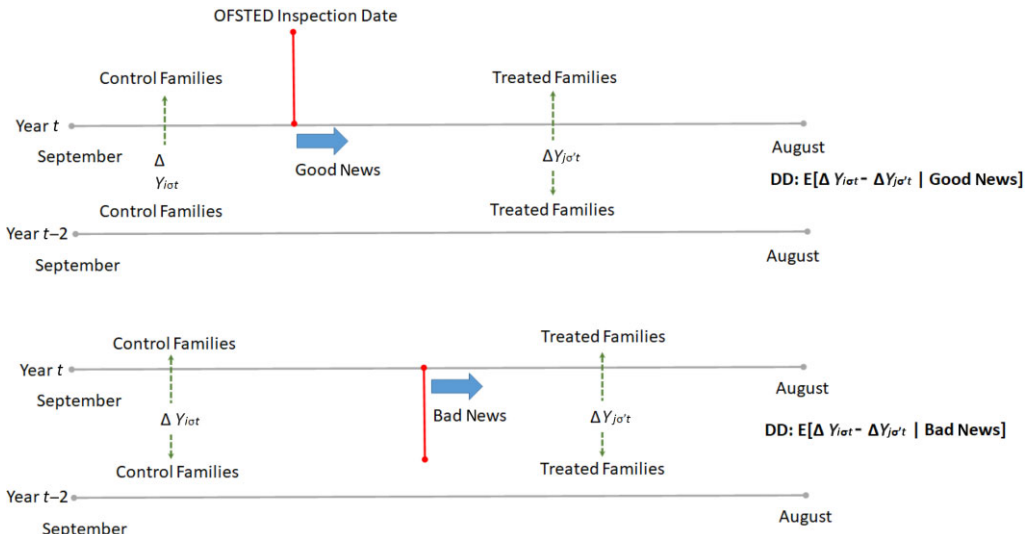 OFSTED Inspection Date
Control Families
Treated Families
Year t
September
Δ
Yiσt
Good News
ΔYjσ't
August
DD: E[Δ Yiσt - ΔYjσ't | Good News]
Control Families
Treated Families
Year t–2
September
August
Control Families
Treated Families
Year t
September
Δ Yiσt
Bad News
ΔYjσ't
August
DD: E[Δ Yiσt - ΔYjσ't | Bad News]
Control Families
Treated Families
Year t–2
September
August